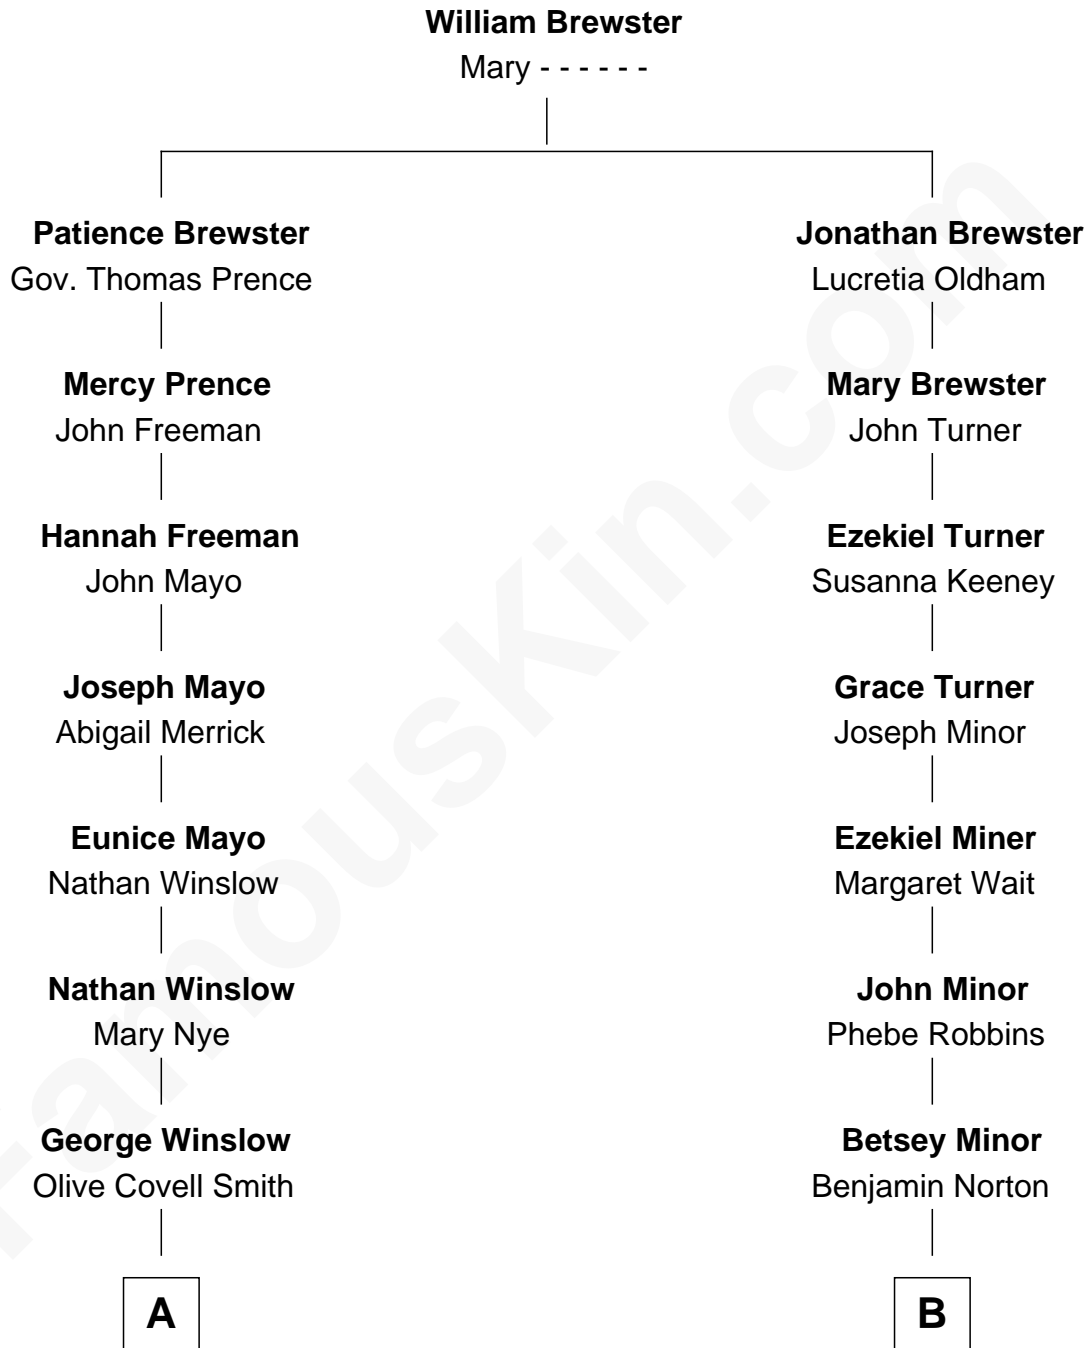 William Brewster
Mary - - - - - -
Patience Brewster
Gov. Thomas Prence
Jonathan Brewster
Lucretia Oldham
Mercy Prence
John Freeman
Mary Brewster
John Turner
Hannah Freeman
John Mayo
Ezekiel Turner
Susanna Keeney
Joseph Mayo
Abigail Merrick
Grace Turner
Joseph Minor
Eunice Mayo
Nathan Winslow
Ezekiel Miner
Margaret Wait
Nathan Winslow
Mary Nye
John Minor
Phebe Robbins
George Winslow
Olive Covell Smith
Betsey Minor
Benjamin Norton
A
B
FamousKin.com